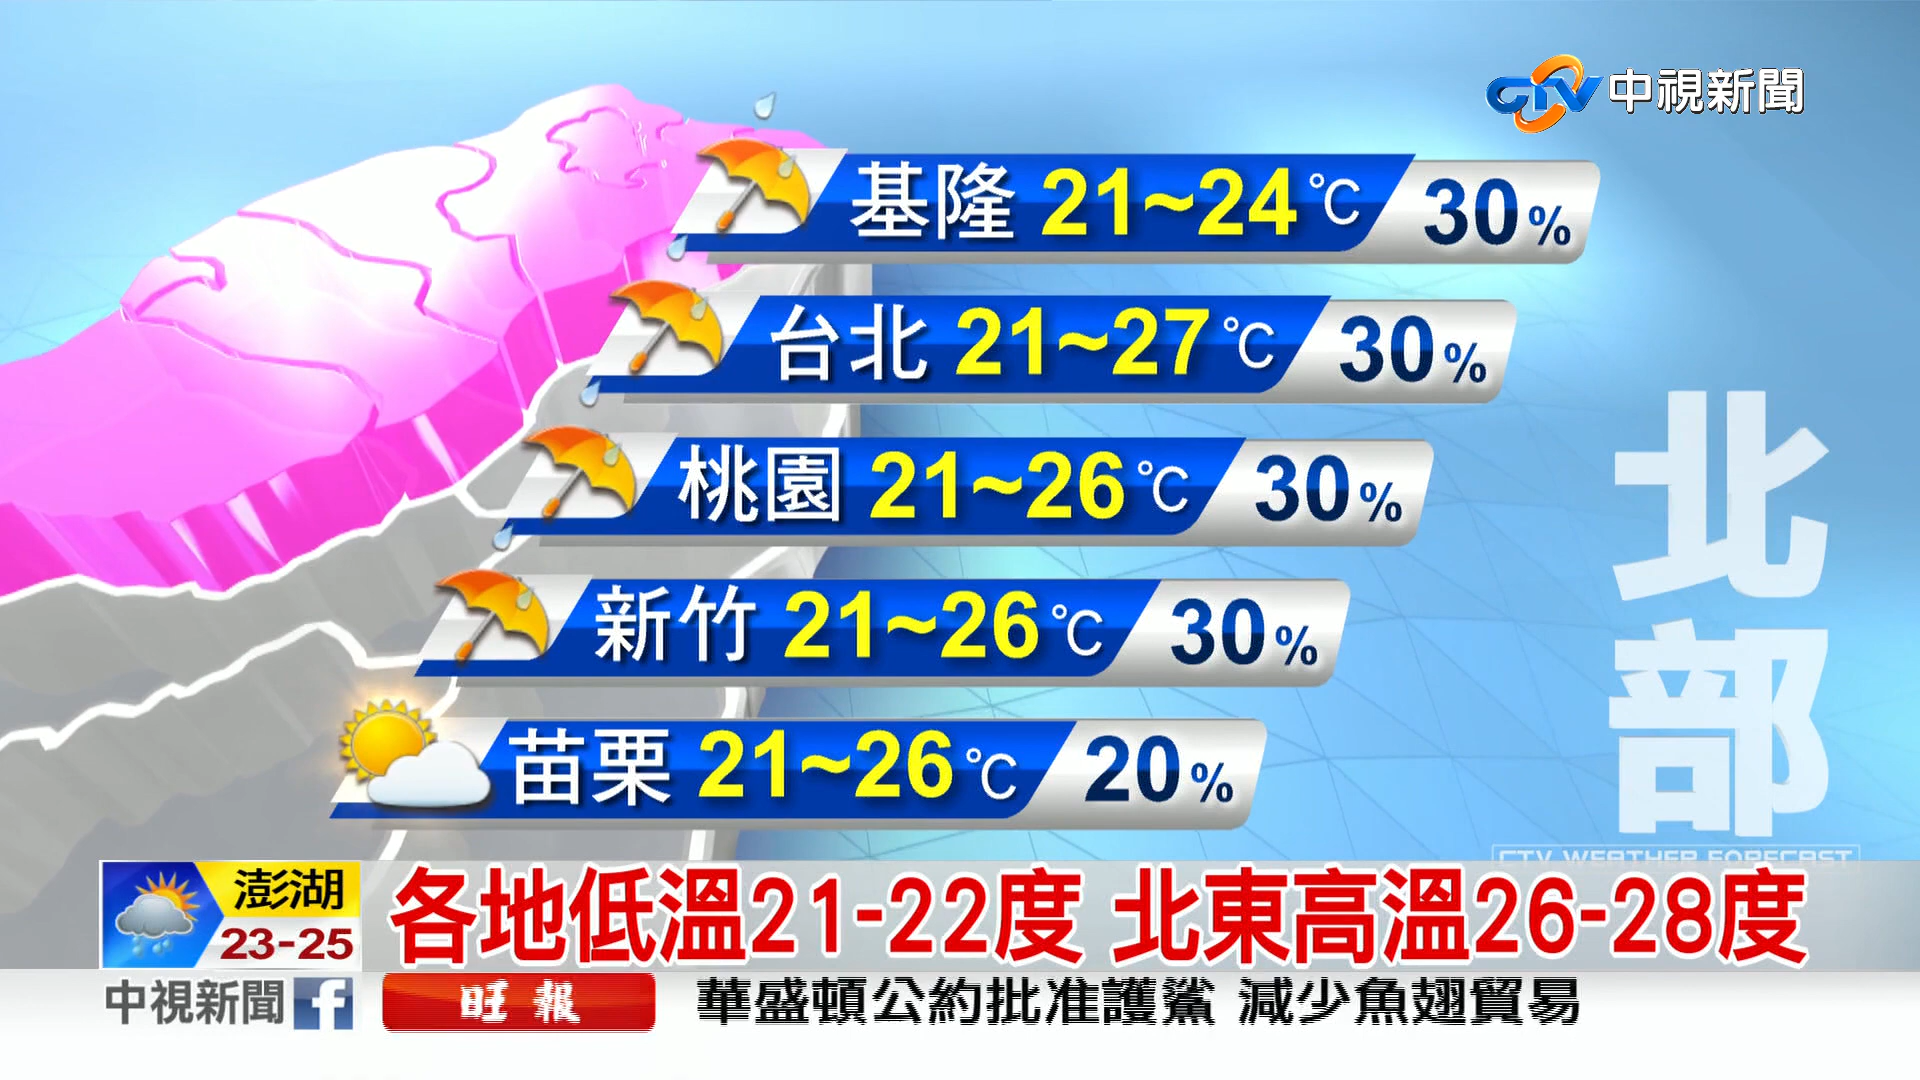 CTV 中視新聞
基隆 21~24℃ 30%
台北 21~27℃ 30%
桃園 21~26℃ 30%
新竹 21~26℃ 30%
苗栗 21~26℃ 20%
北部
CTV WEATHER FORECAST
澎湖
23-25
各地低溫21-22度 北東高溫26-28度
中視新聞 f
旺報
華盛頓公約批准護鯊 減少魚翅貿易